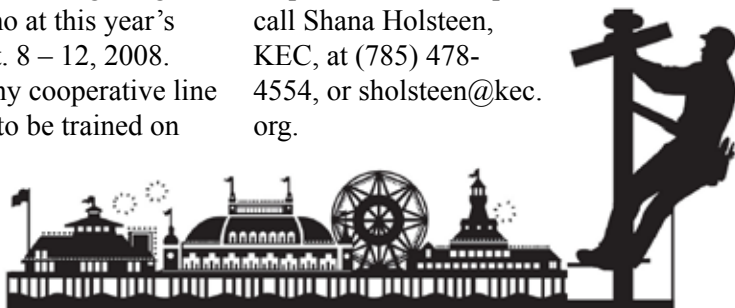 no at this year’s
t. 8 – 12, 2008.
ny cooperative line
to be trained on
call Shana Holsteen,
KEC, at (785) 478-
4554, or sholsteen@kec.
org.